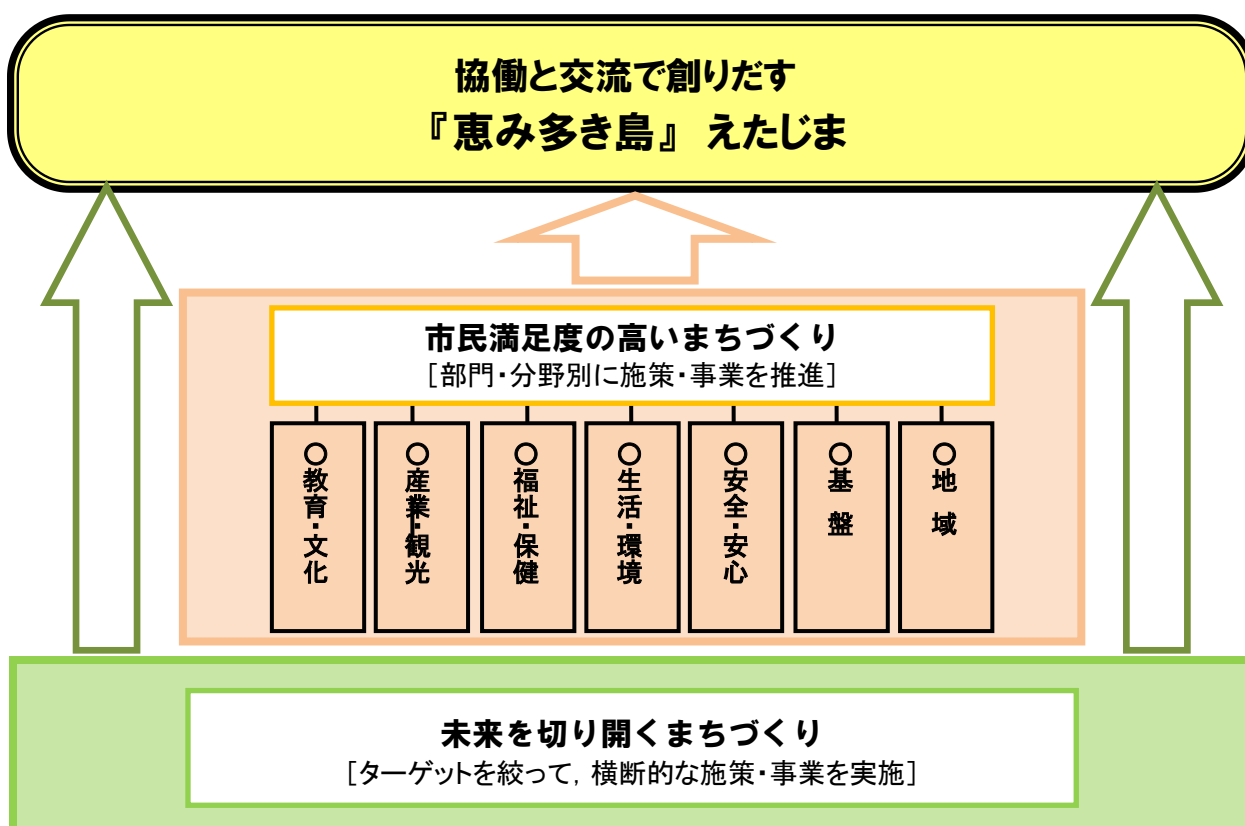 協働と交流で創りだす
『恵み多き島』 えたじま
市民満足度の高いまちづくり
[部門・分野別に施策・事業を推進]
○教育・文化
○産業・観光
○福祉・保健
○生活・環境
○安全・安心
○基 盤
○地 域
未来を切り開くまちづくり
[ターゲットを絞って, 横断的な施策・事業を実施]